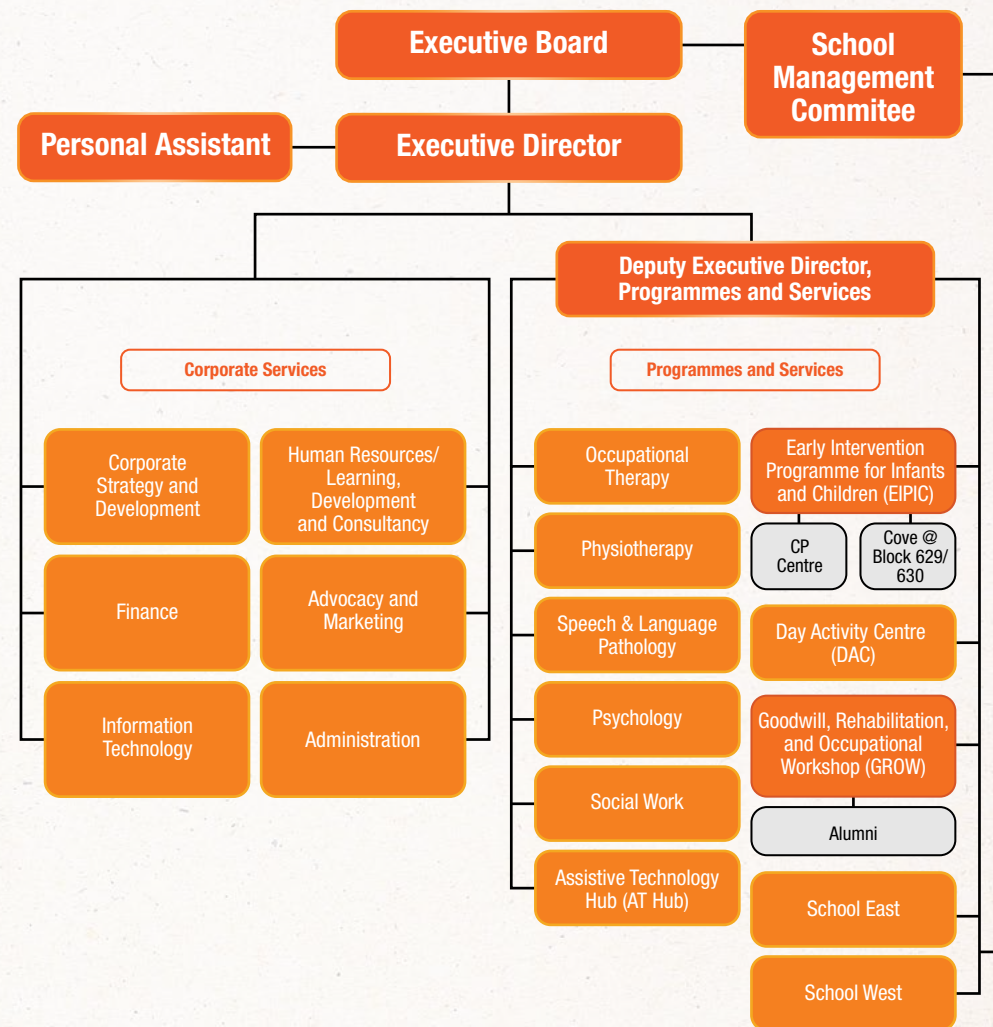 Executive Board
School
Management
Commitee
Personal Assistant
Executive Director
Deputy Executive Director,
Programmes and Services
Corporate Services
Programmes and Services
Corporate
Strategy and
Development
Human Resources/
Learning,
Development
and Consultancy
Finance
Advocacy and
Marketing
Information
Technology
Administration
Occupational
Therapy
Early Intervention
Programme for Infants
and Children (EIPIC)
CP
Centre
Cove @
Block 629/
630
Physiotherapy
Speech & Language
Pathology
Day Activity Centre
(DAC)
Psychology
Goodwill, Rehabilitation,
and Occupational
Workshop (GROW)
Social Work
Alumni
Assistive Technology
Hub (AT Hub)
School East
School West